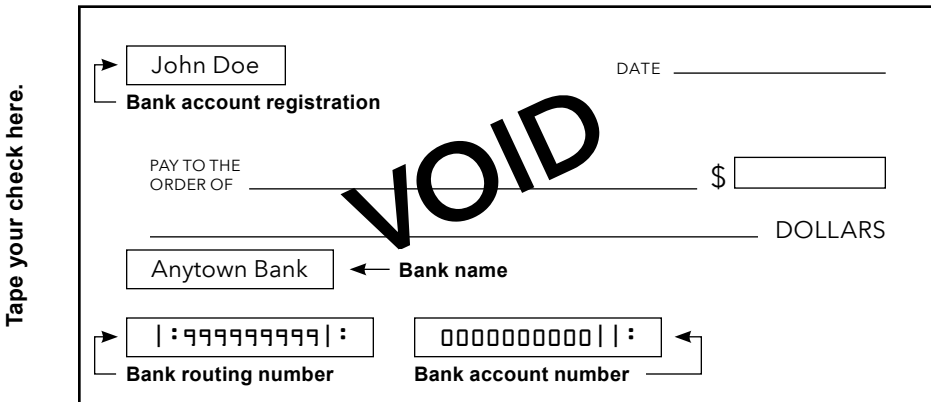 Tape your check here.
John Doe
DATE
Bank account registration
VOID
PAY TO THE
ORDER OF
$
DOLLARS
Anytown Bank
Bank name
|:999999999|:
0000000000||:
Bank routing number
Bank account number